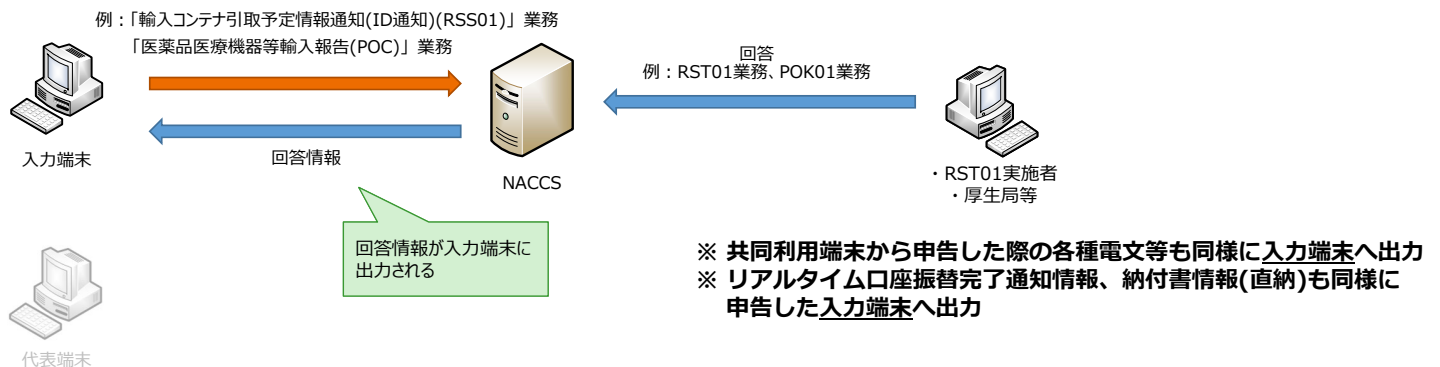 例：「輸入コンテナ引取予定情報通知(ID通知)(RSS01)」業務
「医薬品医療機器等輸入報告(POC)」業務
回答
例：RST01業務、POK01業務
入力端末
回答情報
NACCS
・RST01実施者
・厚生局等
回答情報が入力端末に
出力される
※ 共同利用端末から申告した際の各種電文等も同様に入力端末へ出力
※ リアルタイム口座振替完了通知情報、納付書情報(直納)も同様に
申告した入力端末へ出力
代表端末